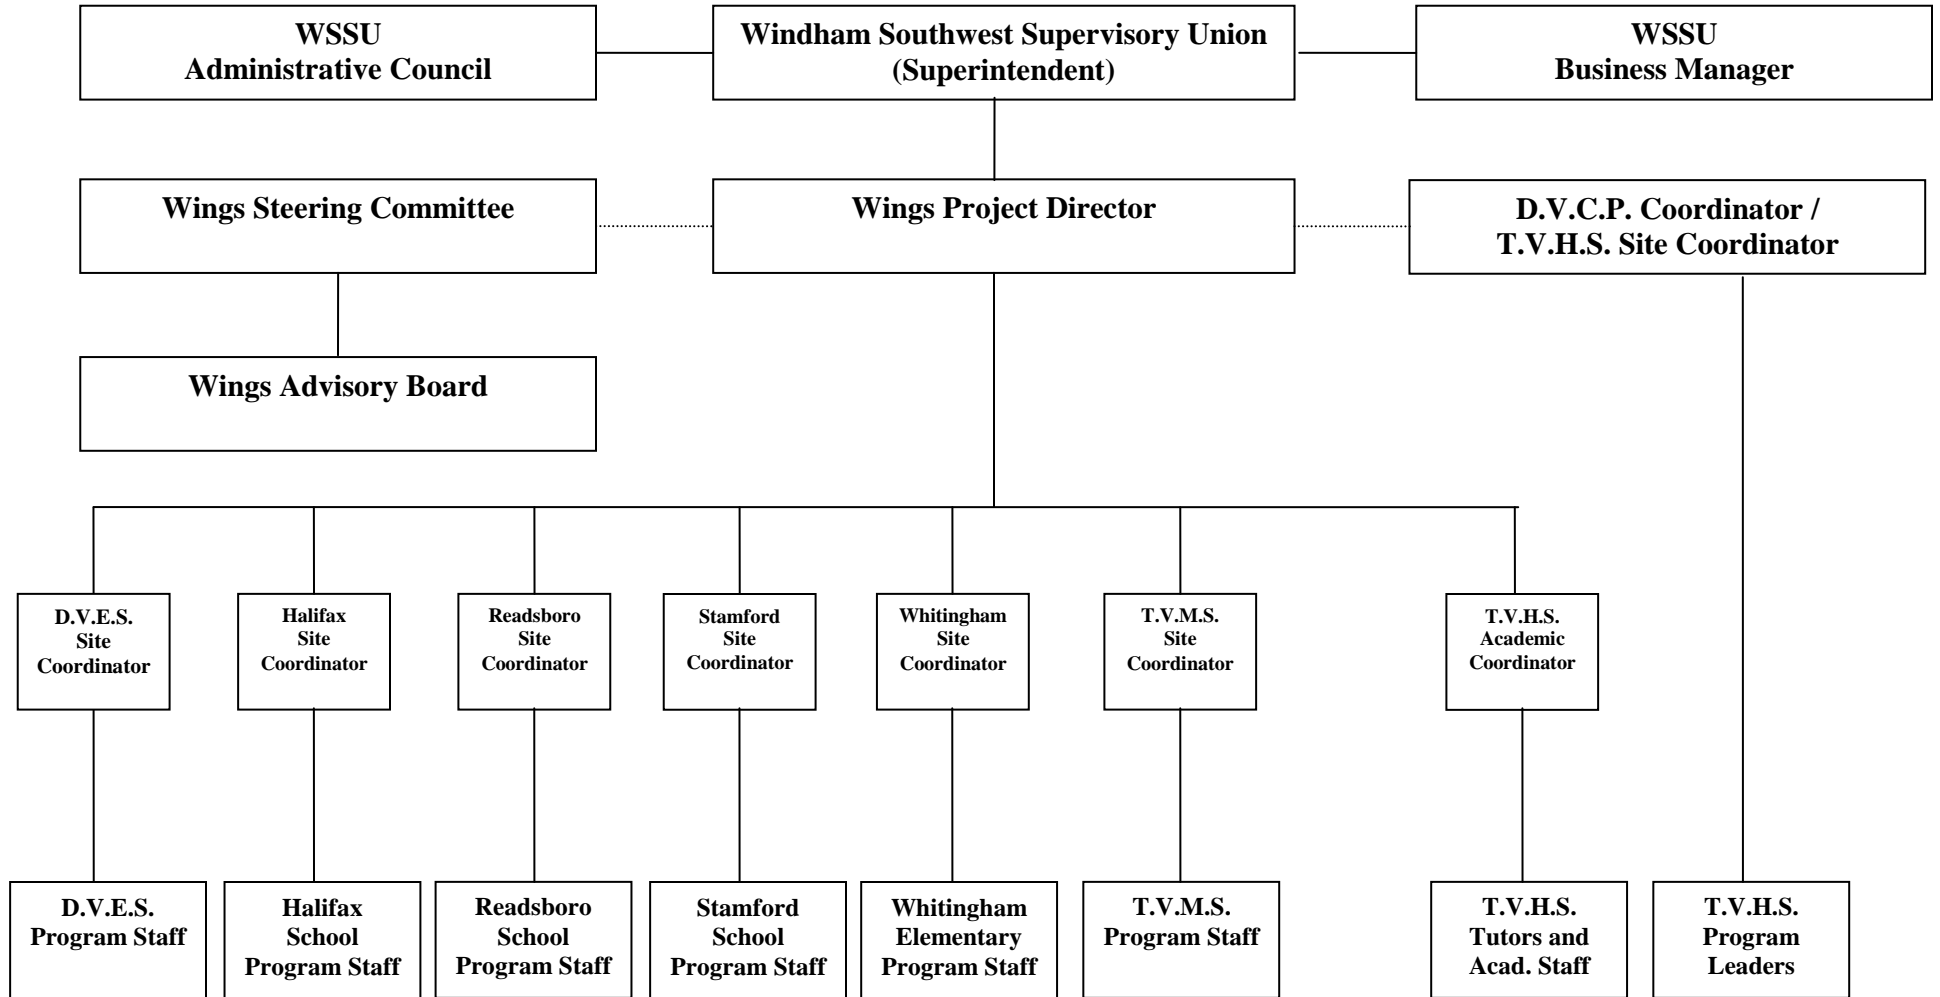 WSSU
Administrative Council
Windham Southwest Supervisory Union
(Superintendent)
WSSU
Business Manager
Wings Steering Committee
Wings Project Director
D.V.C.P. Coordinator /
T.V.H.S. Site Coordinator
Wings Advisory Board
D.V.E.S.
Site
Coordinator
Halifax
Site
Coordinator
Readsboro
Site
Coordinator
Stamford
Site
Coordinator
Whitingham
Site
Coordinator
T.V.M.S.
Site
Coordinator
T.V.H.S.
Academic
Coordinator
D.V.E.S.
Program Staff
Halifax
School
Program Staff
Readsboro
School
Program Staff
Stamford
School
Program Staff
Whitingham
Elementary
Program Staff
T.V.M.S.
Program Staff
T.V.H.S.
Tutors and
Acad. Staff
T.V.H.S.
Program
Leaders